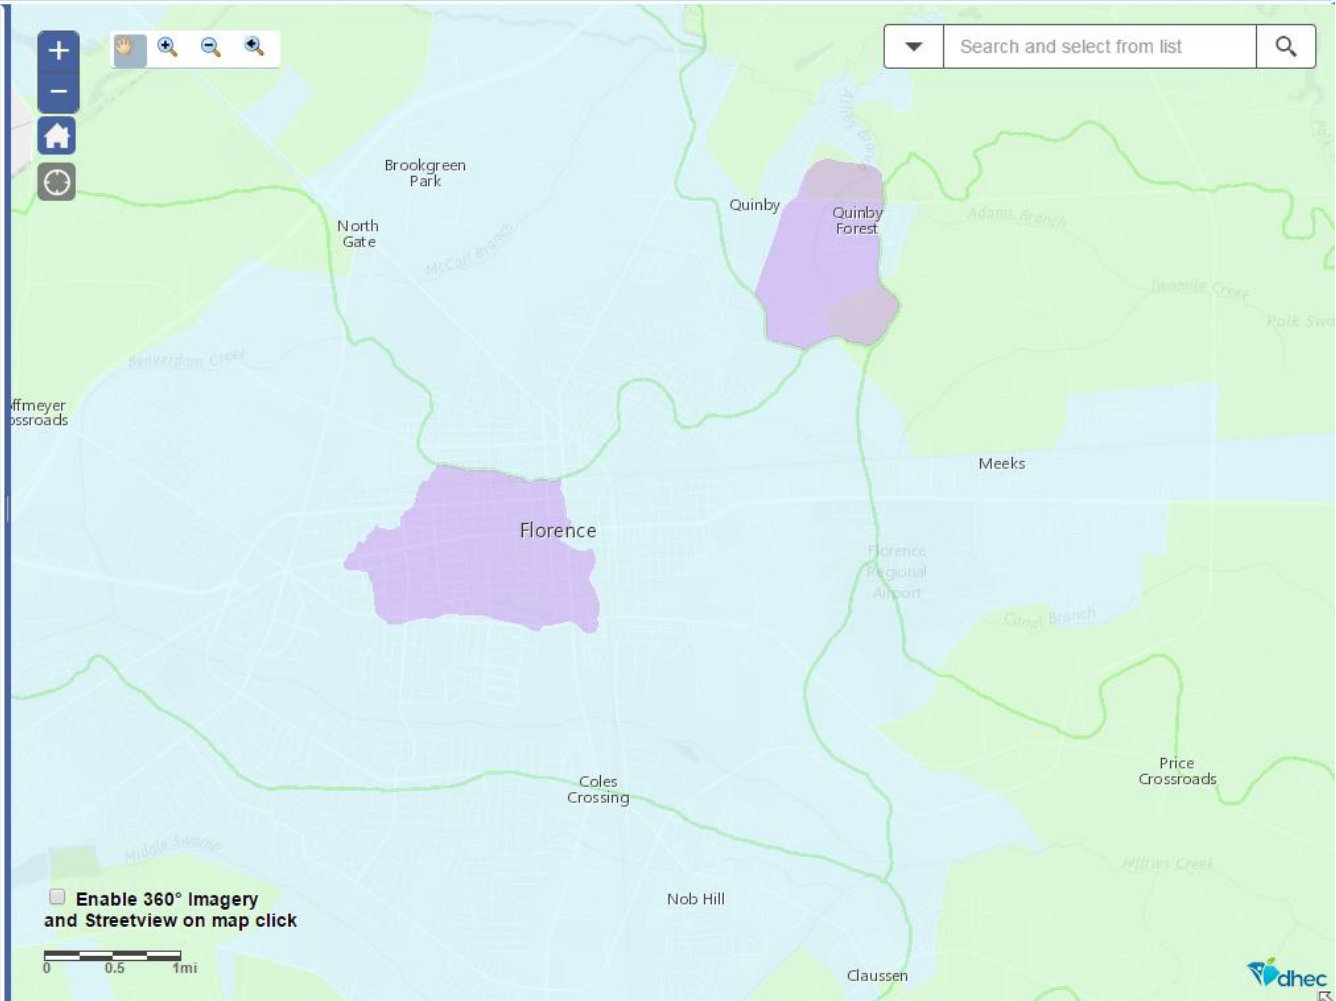 +
Search and select from list
−
Brookgreen
Park
Quinby
Quinby
Forest
North
Gate
Adams Branch
McCall Branch
Twomile Creek
Beaverdam Creek
ffmeyer
ossroads
Meeks
Florence
Florence
Regional
Airport
Canal Branch
Price
Crossroads
Coles
Crossing
Middle Swamp
Jeffries Creek
Enable 360° Imagery
and Streetview on map click
Nob Hill
0 0.5 1mi
Claussen
dhec